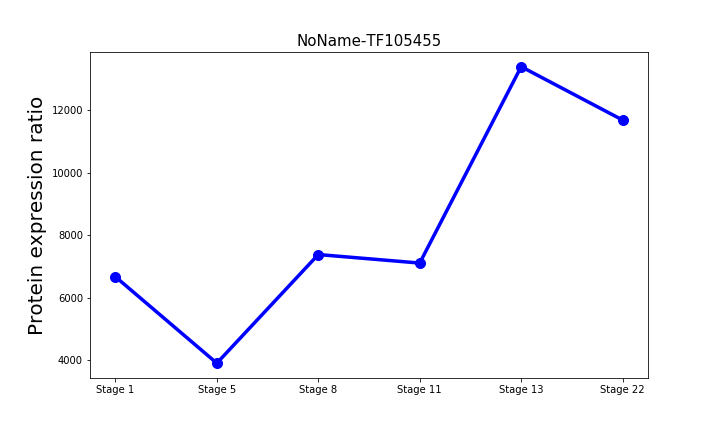 NoName-TF105455
Protein expression ratio
12000
10000
8000
6000
4000
Stage 1 Stage 5 Stage 8 Stage 11 Stage 13 Stage 22